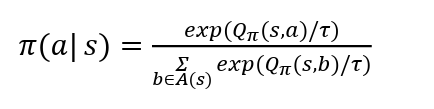 π(a|s) = exp(Q_π(s,a)/τ) / Σ_{b∈A(s)} exp(Q_π(s,b)/τ)